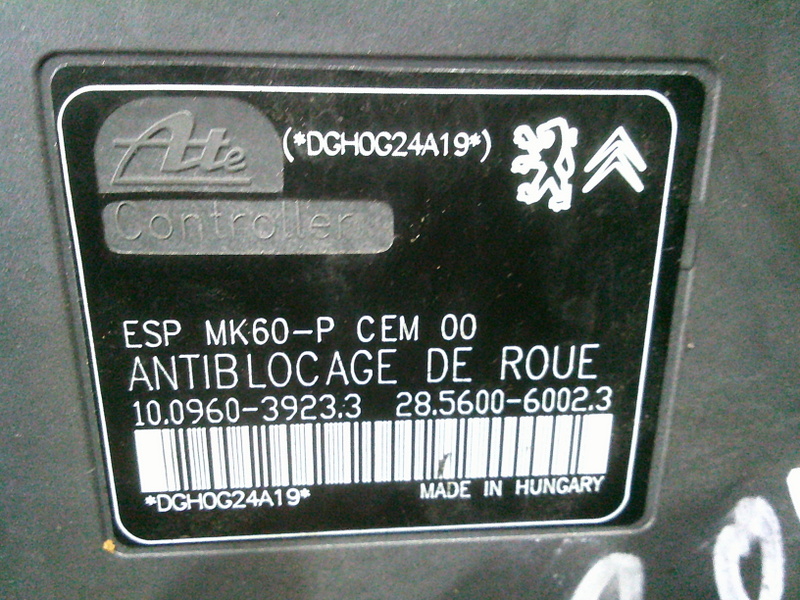 Ate
(*DGH0G24A19*)
Controller
ESP MK60-P CEM 00
ANTIBLOCAGE DE ROUE
10.0960-3923.3 28.5600-6002.3
*DGH0G24A19*
MADE IN HUNGARY